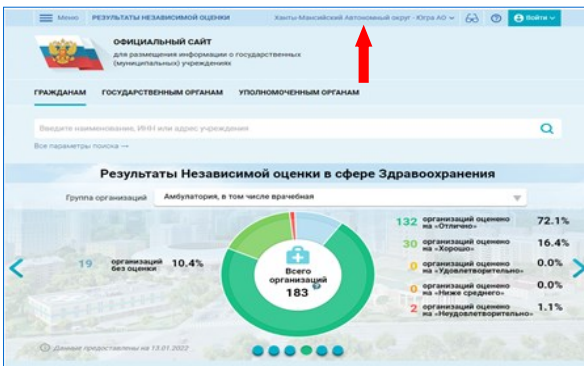 Меню РЕЗУЛЬТАТЫ НЕЗАВИСИМОЙ ОЦЕНКИ Ханты-Мансийский Автономный округ - Югра АО Войти
ОФИЦИАЛЬНЫЙ САЙТ
для размещения информации о государственных
(муниципальных) учреждениях
ГРАЖДАНАМ ГОСУДАРСТВЕННЫМ ОРГАНАМ УПОЛНОМОЧЕННЫМ ОРГАНАМ
Введите наименование, ИНН или адрес учреждения
Все параметры поиска →
Результаты Независимой оценки в сфере Здравоохранения
Группа организаций Амбулатория, в том числе врачебная
132 организаций оценено на «Отлично» 72.1%
30 организаций оценено на «Хорошо» 16.4%
19 организаций без оценки 10.4%
Всего
организаций
183
0 организаций оценено на «Удовлетворительно» 0.0%
0 организаций оценено на «Ниже среднего» 0.0%
2 организаций оценено на «Неудовлетворительно» 1.1%
Данные предоставлены на 13.01.2022